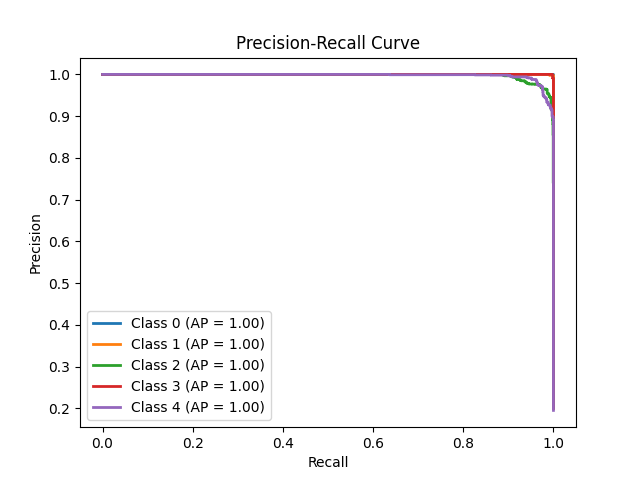 Precision-Recall Curve
Precision
1.0
0.9
0.8
0.7
0.6
0.5
0.4
0.3
0.2
Class 0 (AP = 1.00)
Class 1 (AP = 1.00)
Class 2 (AP = 1.00)
Class 3 (AP = 1.00)
Class 4 (AP = 1.00)
0.0 0.2 0.4 0.6 0.8 1.0
Recall